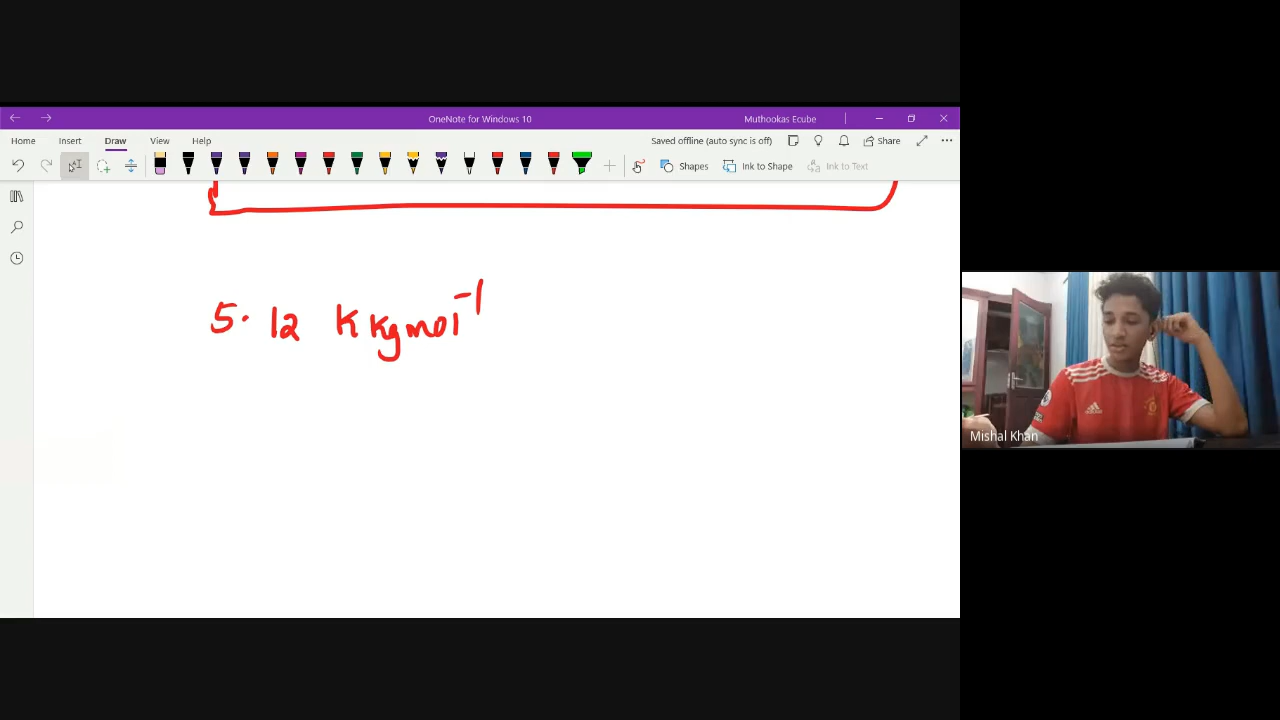 OneNote for Windows 10
Muthookas Ecube
Home Insert Draw View Help
Saved offline (auto sync is off)
Share
Shapes
Ink to Shape
Ink to Text
5. 12 K Kg mol⁻¹
Mishal Khan
adidas